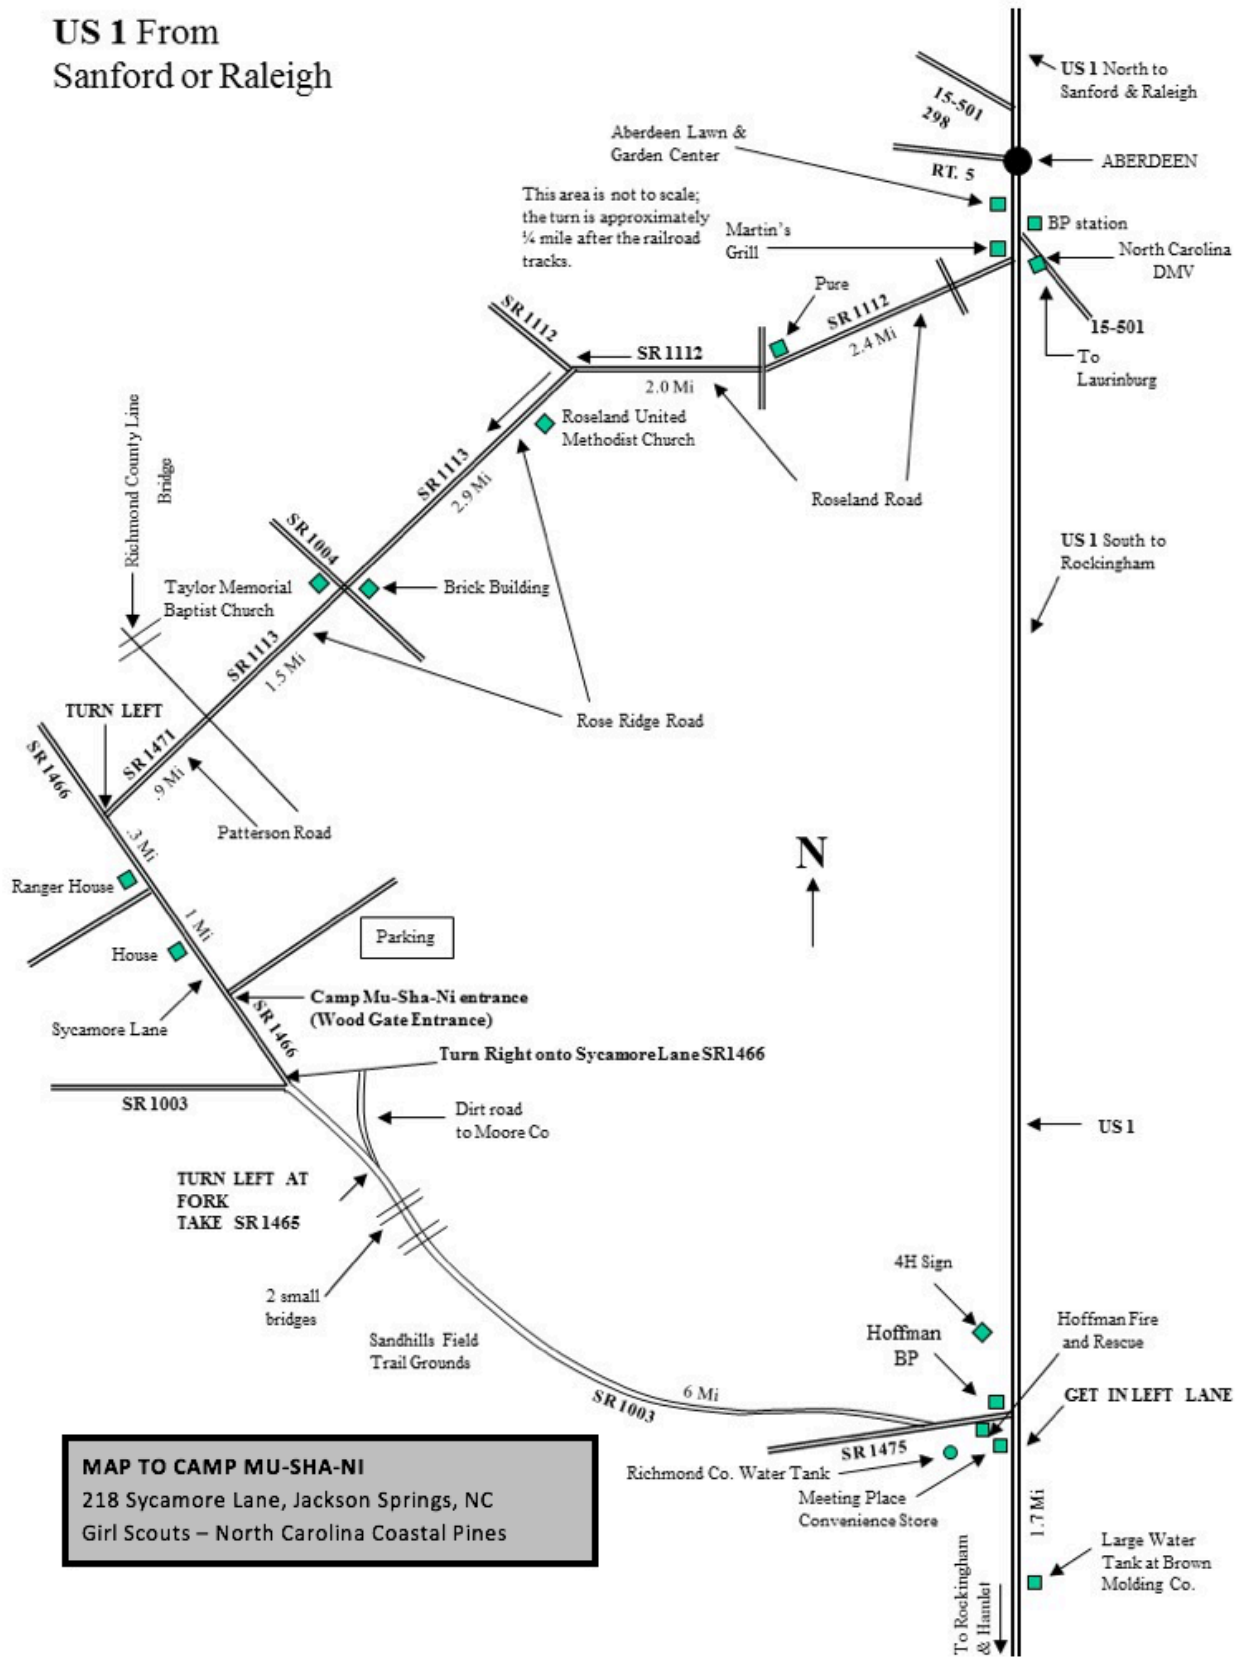 US 1 From
Sanford or Raleigh
US 1 North to
Sanford & Raleigh
15-501
298
Aberdeen Lawn &
Garden Center
ABERDEEN
RT. 5
This area is not to scale;
the turn is approximately
¼ mile after the railroad
tracks.
BP station
Martin's
Grill
North Carolina
DMV
Pure
SR 1112
SR 1112
2.4 Mi
15-501
SR 1112
To
Laurinburg
2.0 Mi
Roseland United
Methodist Church
Richmond County Line
Bridge
SR 1113
2.9 Mi
Roseland Road
SR 1004
US 1 South to
Rockingham
Taylor Memorial
Baptist Church
Brick Building
SR 1113
1.5 Mi
TURN LEFT
Rose Ridge Road
SR 1466
SR 1471
.9 Mi
Patterson Road
.3 Mi
N
Ranger House
1 Mi
Parking
House
Camp Mu-Sha-Ni entrance
(Wood Gate Entrance)
Sycamore Lane
SR 1466
Turn Right onto Sycamore Lane SR1466
SR 1003
Dirt road
to Moore Co
US 1
TURN LEFT AT
FORK
TAKE SR 1465
4H Sign
2 small
bridges
Hoffman Fire
and Rescue
Hoffman
BP
Sandhills Field
Trail Grounds
6 Mi
SR 1003
GET IN LEFT LANE
SR 1475
Richmond Co. Water Tank
Meeting Place
Convenience Store
1.7 Mi
MAP TO CAMP MU-SHA-NI
218 Sycamore Lane, Jackson Springs, NC
Girl Scouts – North Carolina Coastal Pines
Large Water
Tank at Brown
Molding Co.
To Rockingham
& Hamlet